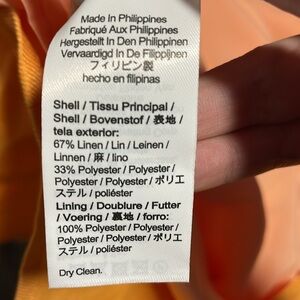 Made In Philippines
Fabriqué Aux Philippines
Hergestellt In Den Philippinen
Vervaardigd In De Filippijnen
フィリピン製
hecho en filipinas
Shell / Tissu Principal /
Shell / Bovenstof / 表地 /
tela exterior:
67% Linen / Lin / Leinen /
Linnen / 麻 / lino
33% Polyester / Polyester /
Polyester / Polyester / ポリエ
ステル / poliéster
Lining / Doublure / Futter
/ Voering / 裏地 / forro:
100% Polyester / Polyester
/ Polyester / Polyester / ポリエ
ステル / poliéster
Dry Clean.